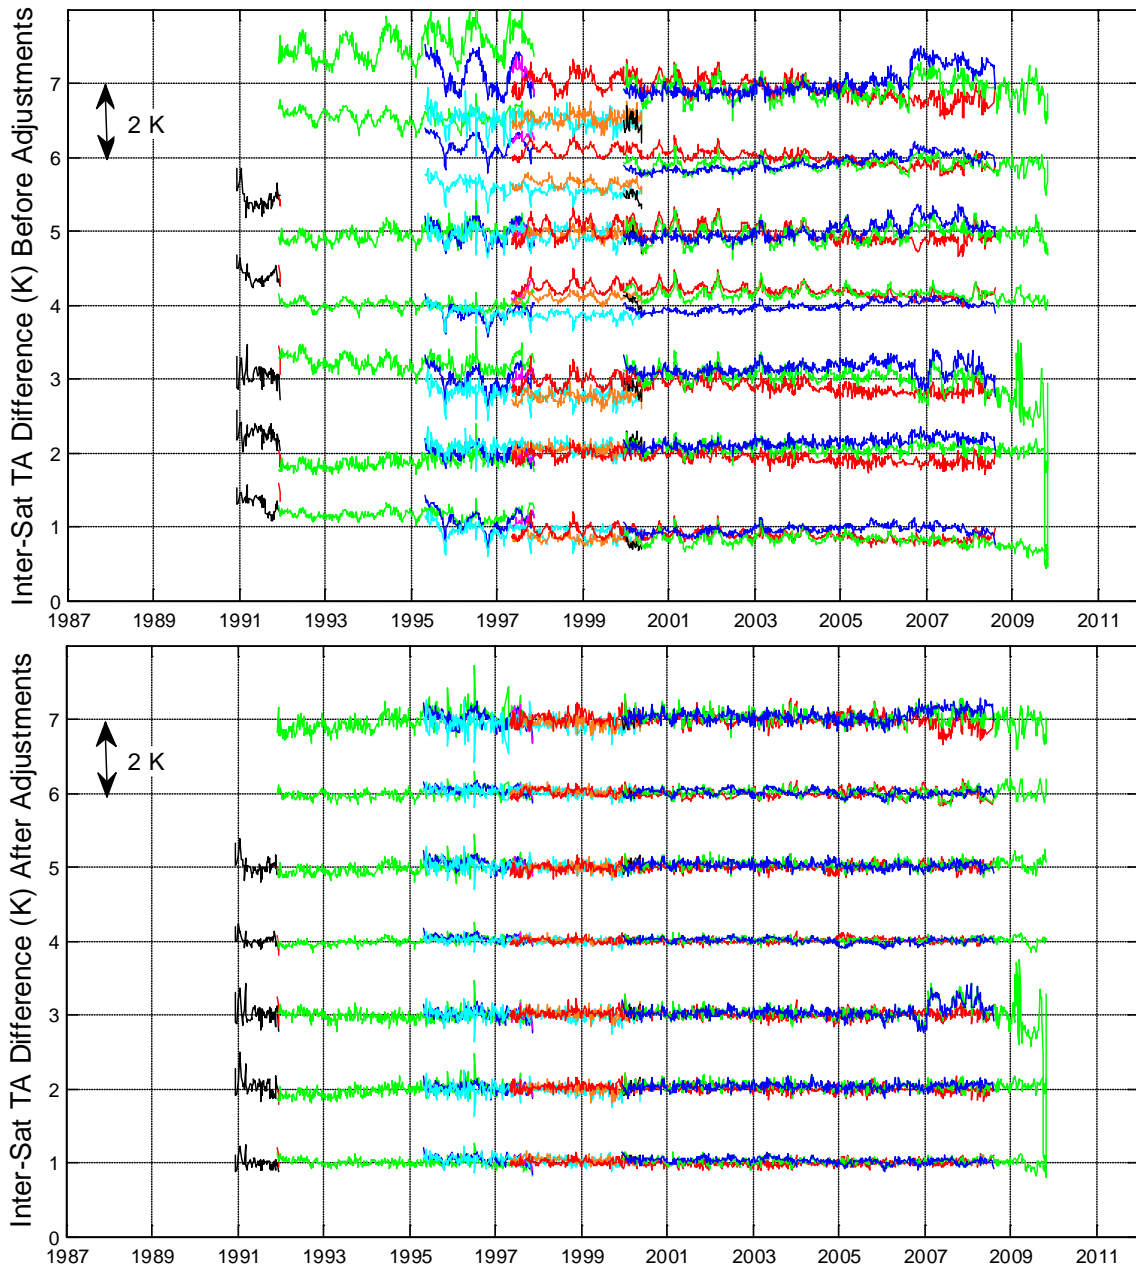 Inter-Sat TA Difference (K) Before Adjustments
7
2 K
6
5
4
3
2
1
0
1987 1989 1991 1993 1995 1997 1999 2001 2003 2005 2007 2009 2011
Inter-Sat TA Difference (K) After Adjustments
7
2 K
6
5
4
3
2
1
0
1987 1989 1991 1993 1995 1997 1999 2001 2003 2005 2007 2009 2011